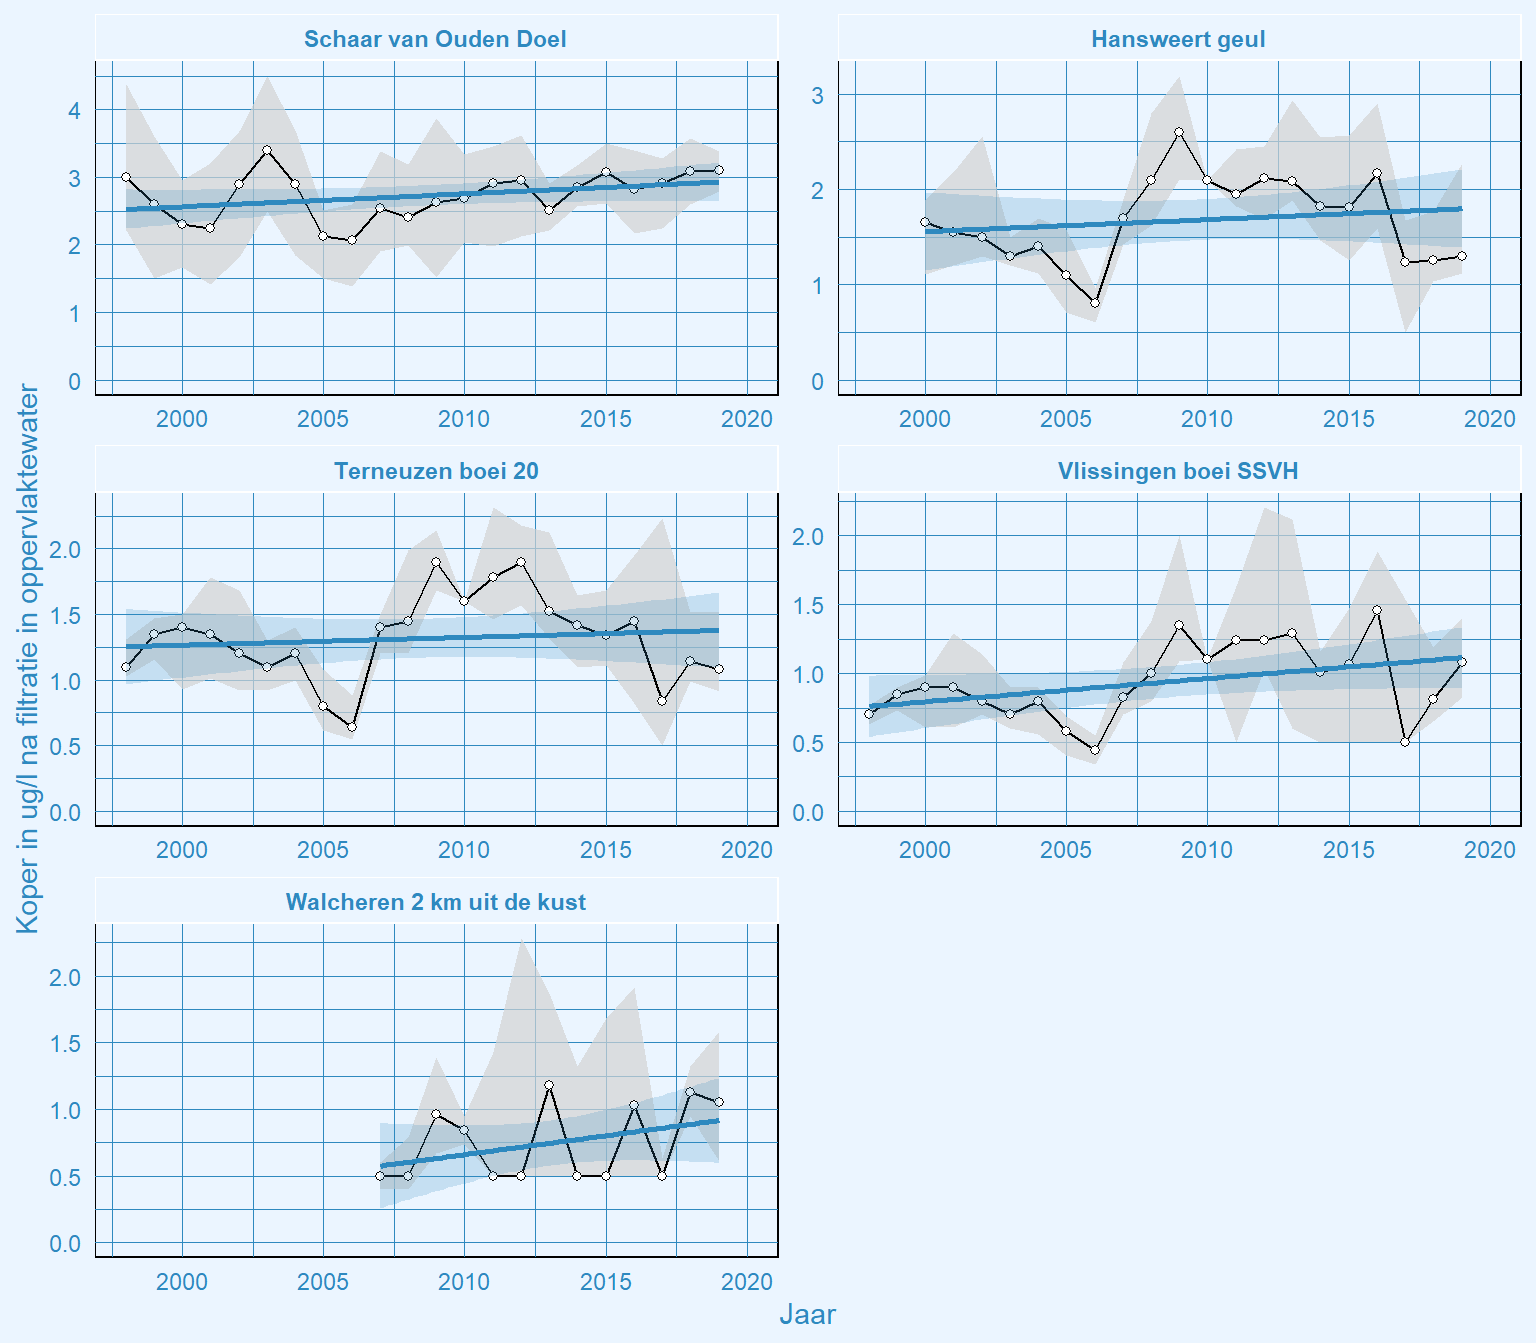 Schaar van Ouden Doel
Hansweert geul
4
3
2
1
0
3
2
1
0
2000 2005 2010 2015 2020
2000 2005 2010 2015 2020
Terneuzen boei 20
Vlissingen boei SSVH
2.0
1.5
1.0
0.5
0.0
2.0
1.5
1.0
0.5
0.0
2000 2005 2010 2015 2020
2000 2005 2010 2015 2020
Walcheren 2 km uit de kust
2.0
1.5
1.0
0.5
0.0
2000 2005 2010 2015 2020
Koper in ug/l na filtratie in oppervlaktewater
Jaar